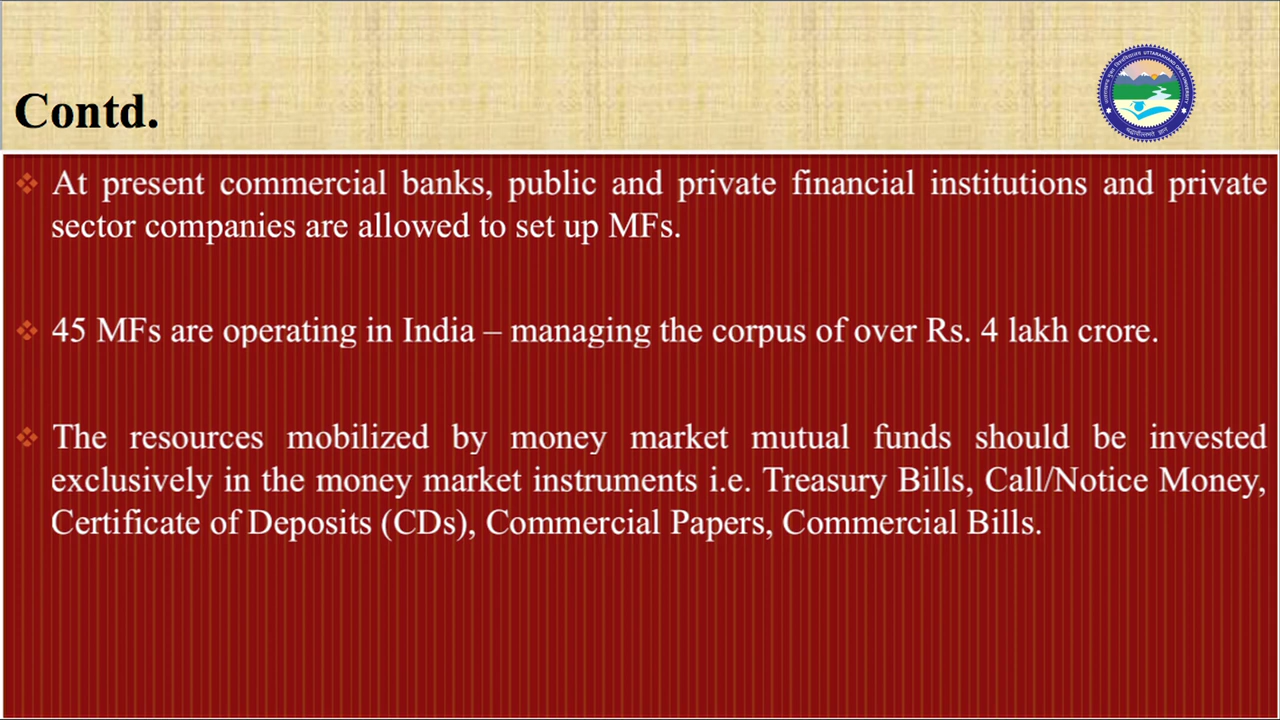 Contd.
UTTARAKHAND OPEN UNIVERSITY
At present commercial banks, public and private financial institutions and private
sector companies are allowed to set up MFs.
45 MFs are operating in India – managing the corpus of over Rs. 4 lakh crore.
The resources mobilized by money market mutual funds should be invested
exclusively in the money market instruments i.e. Treasury Bills, Call/Notice Money,
Certificate of Deposits (CDs), Commercial Papers, Commercial Bills.